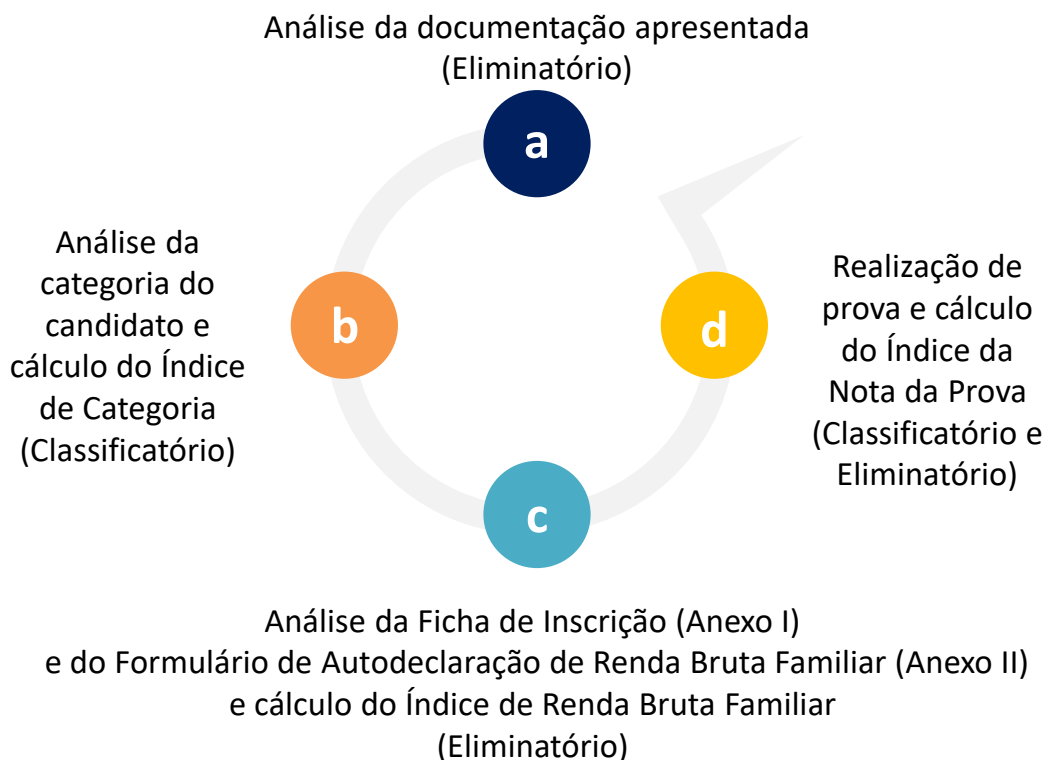 Análise da documentação apresentada
(Eliminatório)
a
Análise da
categoria do
candidato e
cálculo do Índice
de Categoria
(Classificatório)
b
c
Análise da Ficha de Inscrição (Anexo I)
e do Formulário de Autodeclaração de Renda Bruta Familiar (Anexo II)
e cálculo do Índice de Renda Bruta Familiar
(Eliminatório)
d
Realização de
prova e cálculo
do Índice da
Nota da Prova
(Classificatório e
Eliminatório)